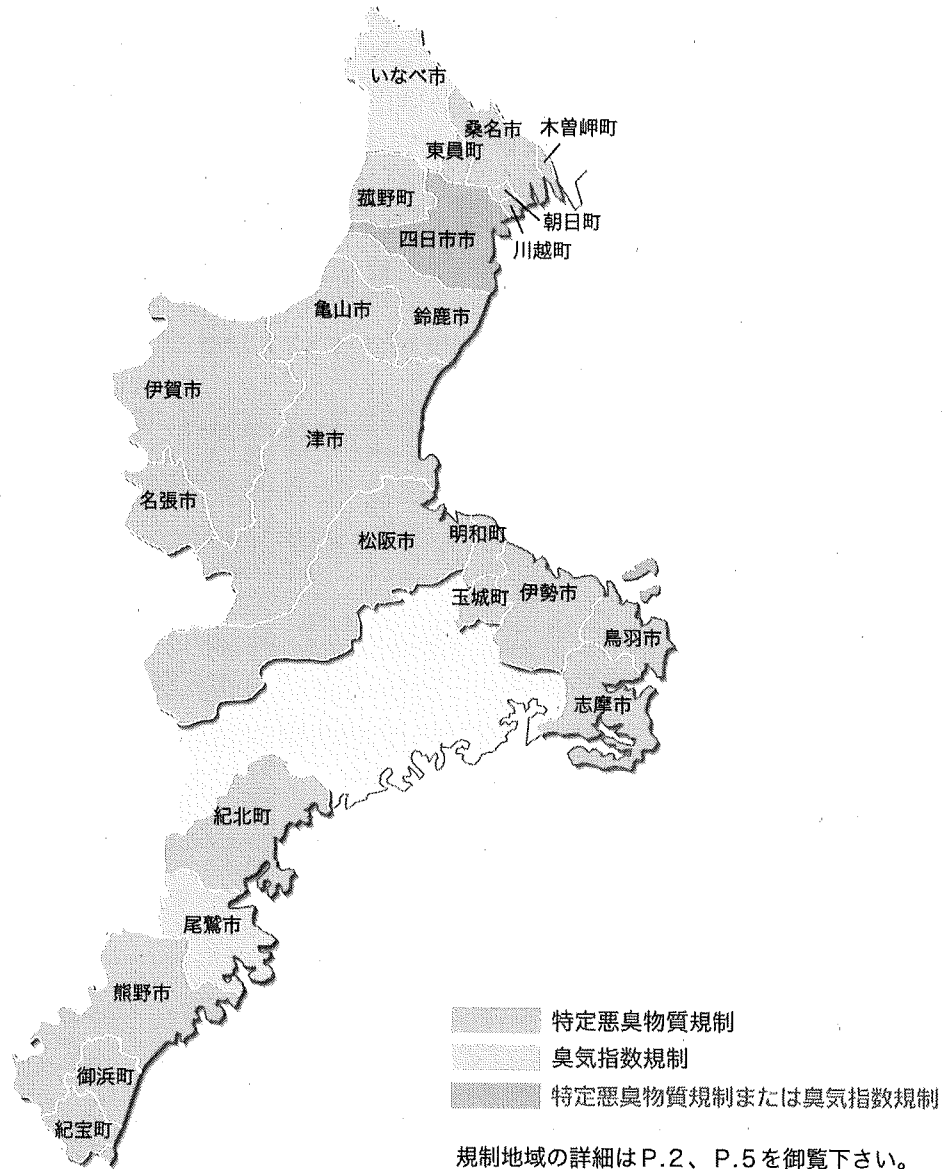 いなべ市
桑名市
木曽岬町
東員町
菰野町
朝日町
四日市市
川越町
亀山市
鈴鹿市
伊賀市
津市
名張市
松阪市
明和町
玉城町
伊勢市
鳥羽市
志摩市
紀北町
尾鷲市
熊野市
御浜町
紀宝町
特定悪臭物質規制
臭気指数規制
特定悪臭物質規制または臭気指数規制
規制地域の詳細はP.2、P.5を御覧下さい。